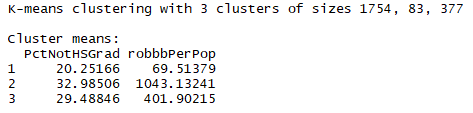 K-means clustering with 3 clusters of sizes 1754, 83, 377
Cluster means:
PctNotHSGrad robbbPerPop
1 20.25166 69.51379
2 32.98506 1043.13241
3 29.48846 401.90215